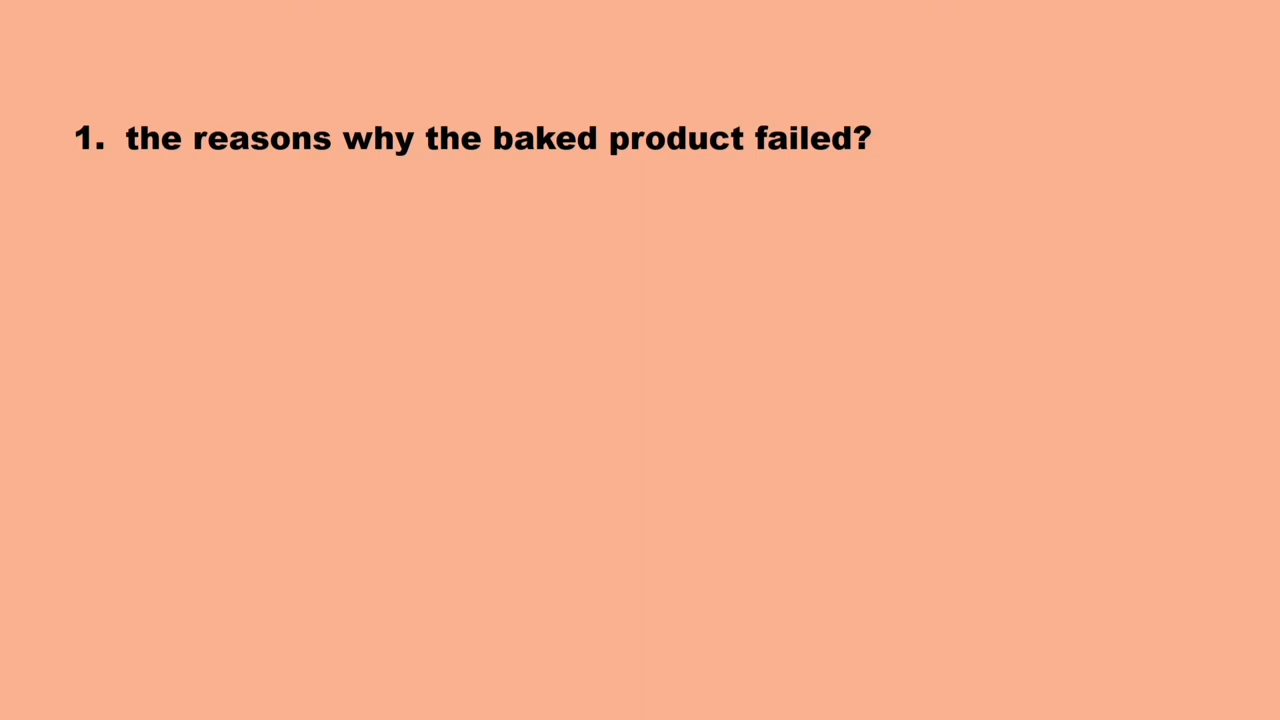 1. the reasons why the baked product failed?